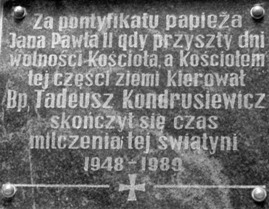 Za pontyfikatu papieża
Jana Pawła II gdy przyszły dni
wolności Kościoła, a kościołem
tej części ziemi kierował
Bp. Tadeusz Kondrusiewicz
skończył się czas
milczenia tej świątyni
1948-1989